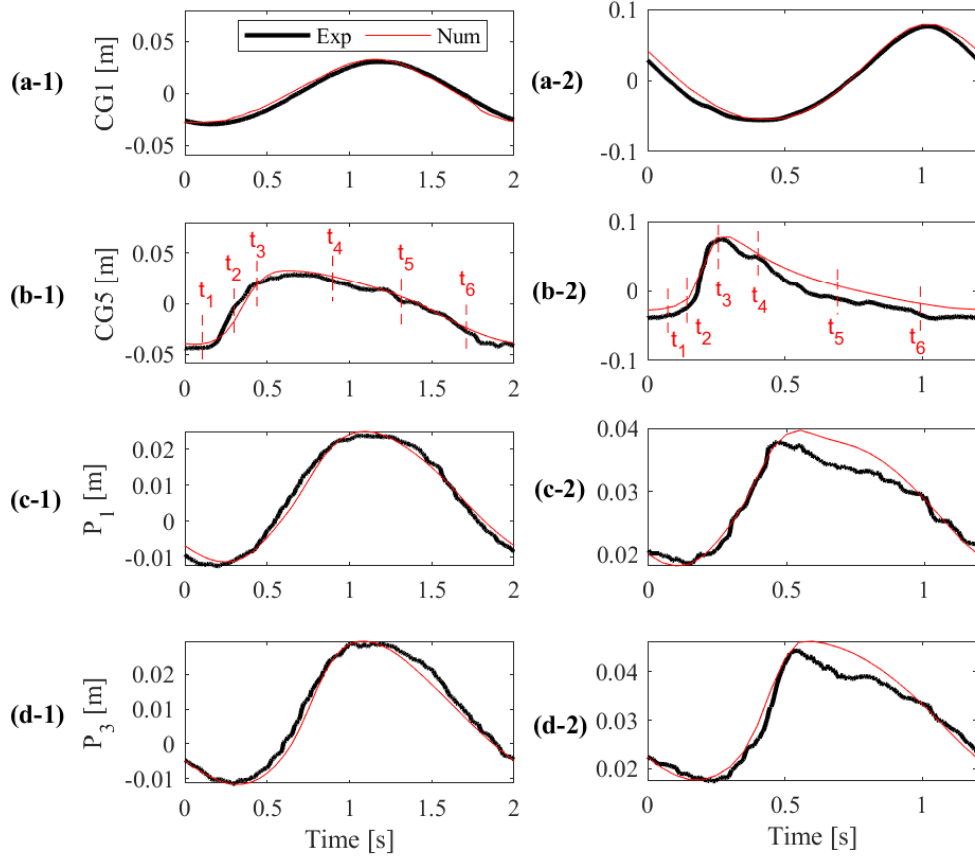 Exp Num
(a-1)
CG1 [m]
0.05
0
-0.05
0 0.5 1 1.5 2
(a-2)
0.1
0
-0.1
0 0.5 1
(b-1)
CG5 [m]
0.05
0
-0.05
t1 t2 t3 t4 t5 t6
0 0.5 1 1.5 2
(b-2)
0.1
0
-0.1
t1 t2 t3 t4 t5 t6
0 0.5 1
(c-1)
P1 [m]
0.02
0.01
0
-0.01
0 0.5 1 1.5 2
(c-2)
0.04
0.03
0.02
0 0.5 1
(d-1)
P3 [m]
0.02
0.01
0
-0.01
0 0.5 1 1.5 2
Time [s]
(d-2)
0.04
0.03
0.02
0 0.5 1
Time [s]